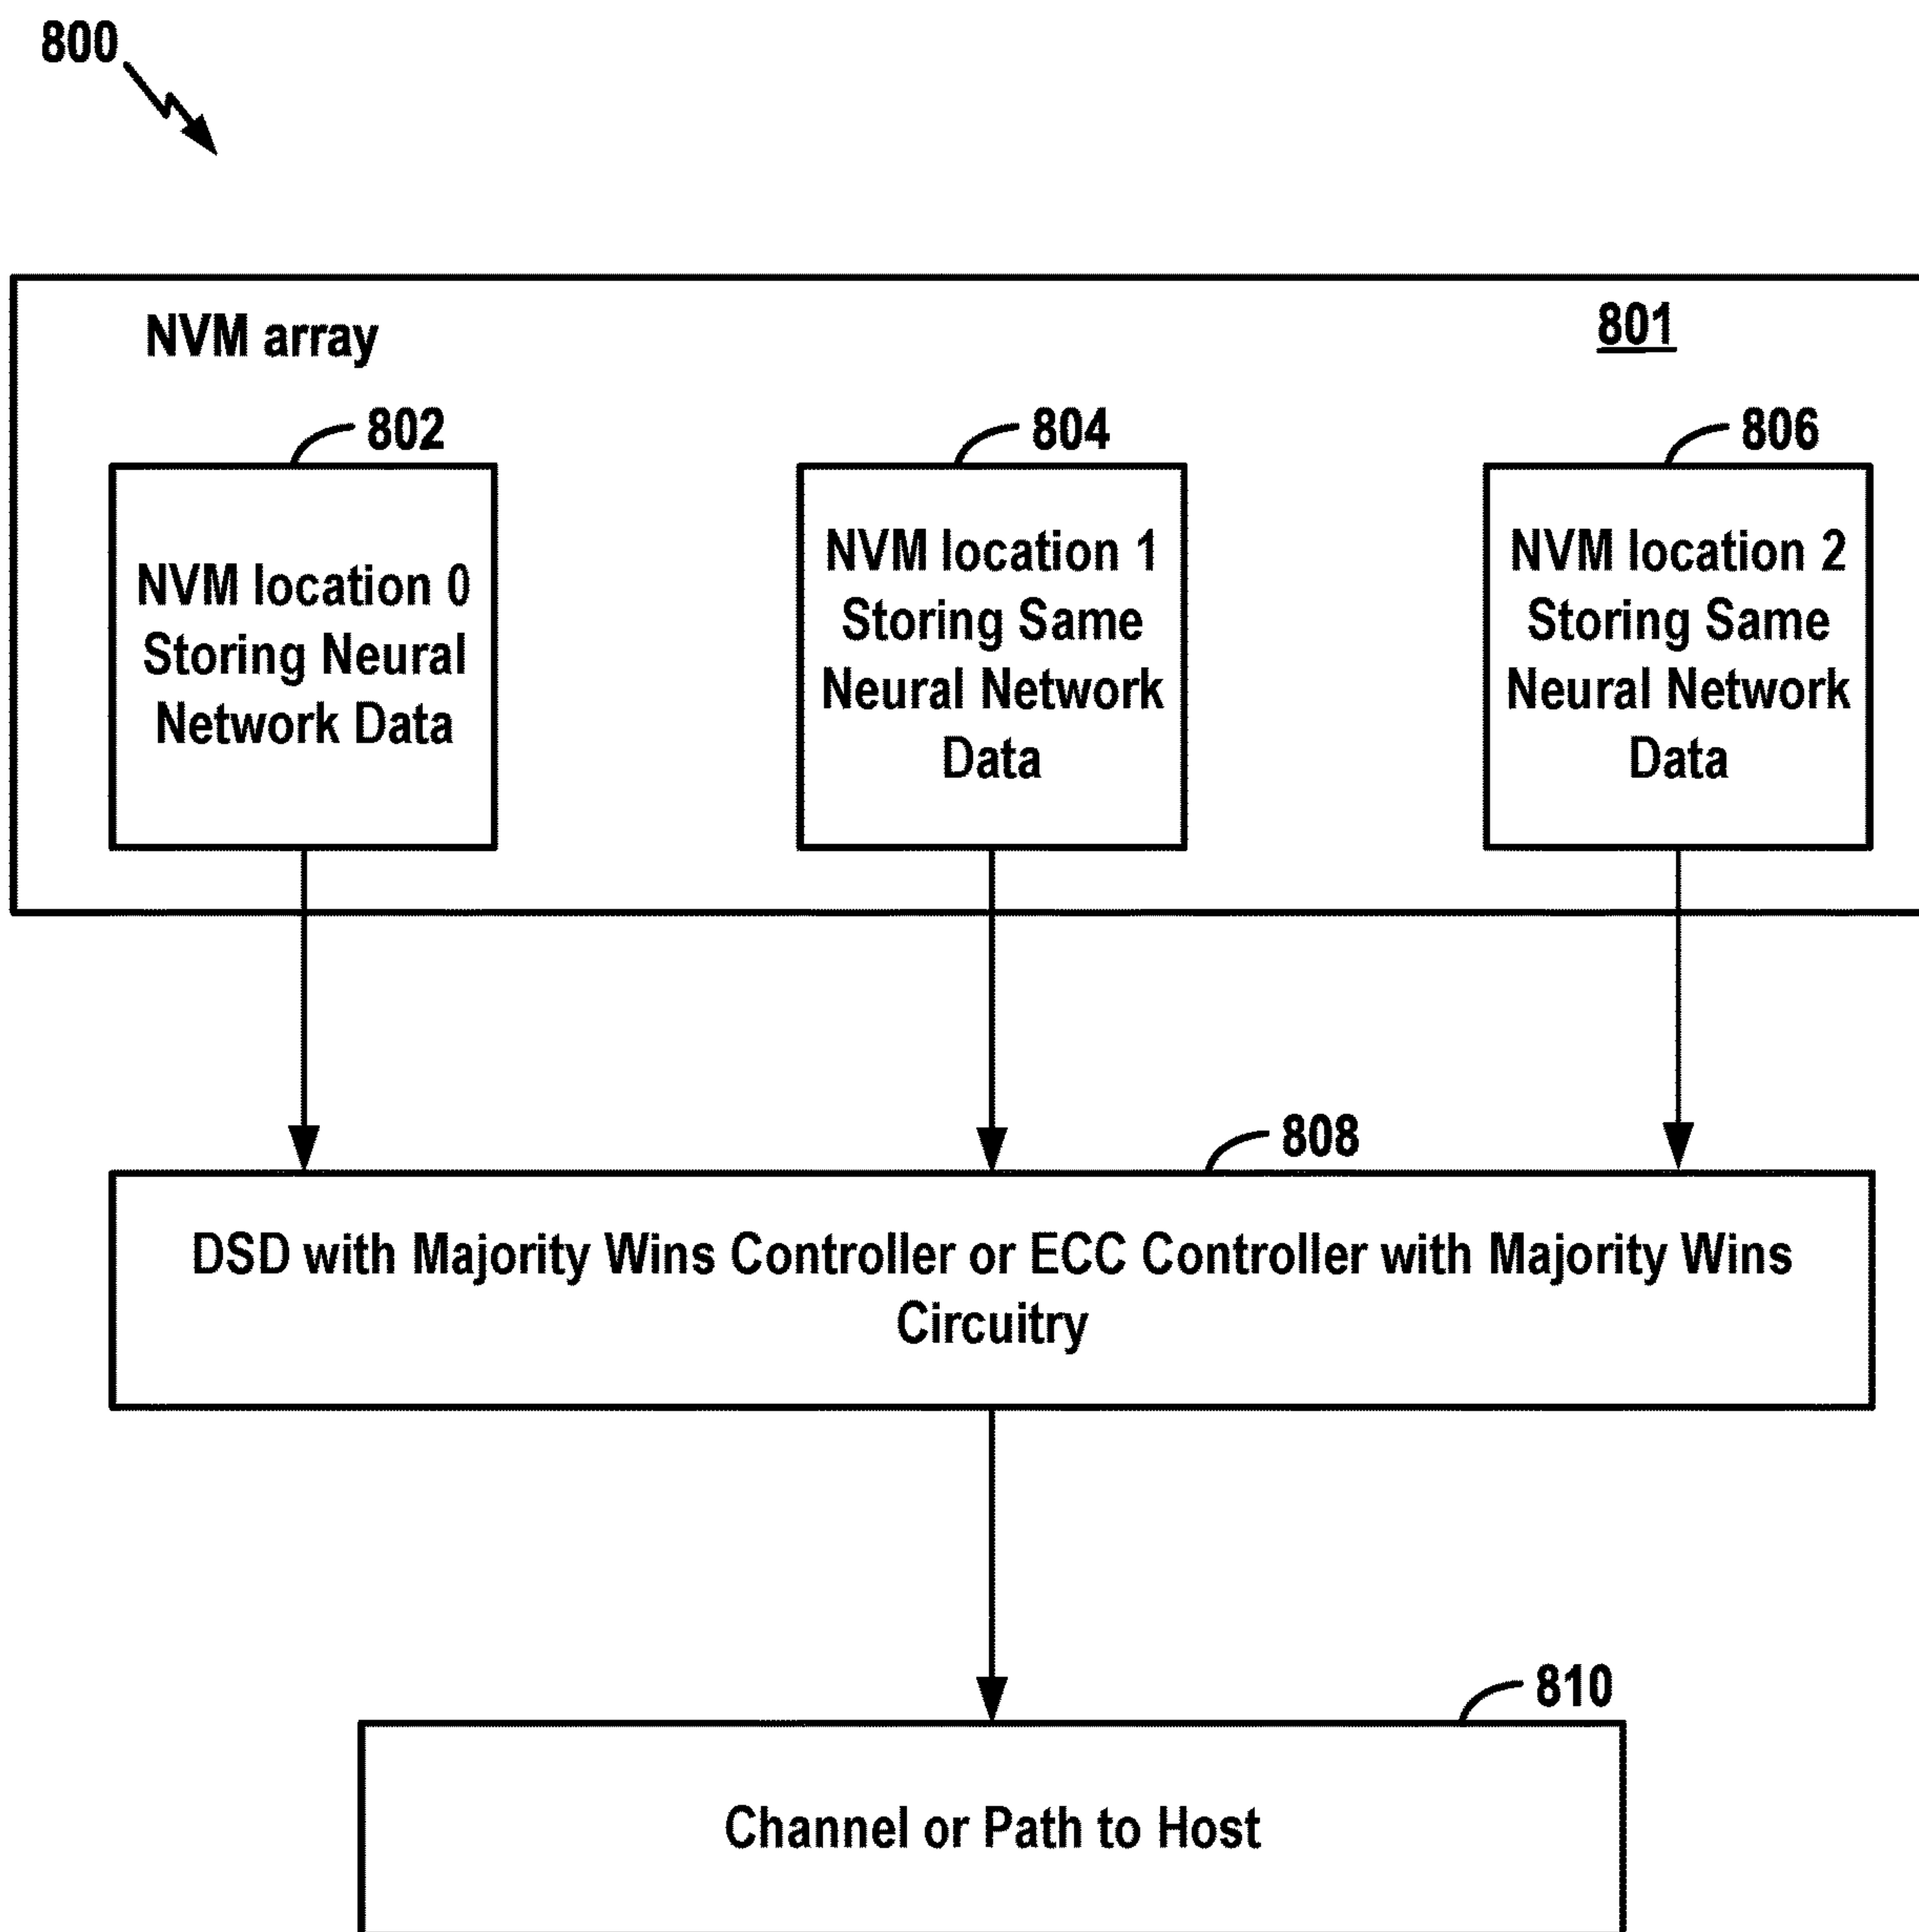 800
NVM array
801
802
804
806
NVM location 0
Storing Neural
Network Data
NVM location 1
Storing Same
Neural Network
Data
NVM location 2
Storing Same
Neural Network
Data
808
DSD with Majority Wins Controller or ECC Controller with Majority Wins
Circuitry
810
Channel or Path to Host